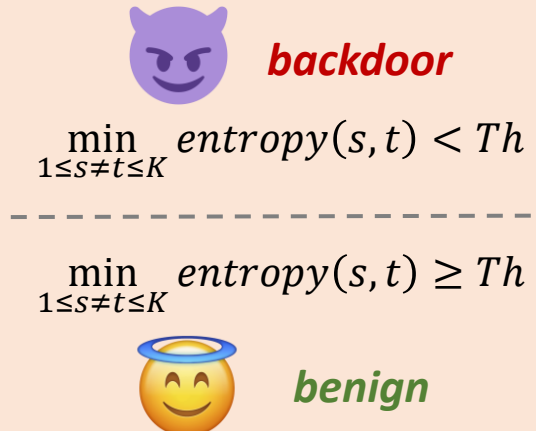 backdoor
min entropy(s, t) < Th
1≤s≠t≤K
min entropy(s, t) ≥ Th
1≤s≠t≤K
benign